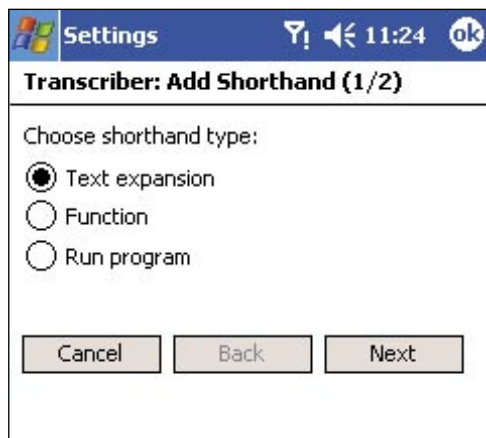 Settings 11:24 ok
Transcriber: Add Shorthand (1/2)
Choose shorthand type:
Text expansion
Function
Run program
Cancel Back Next